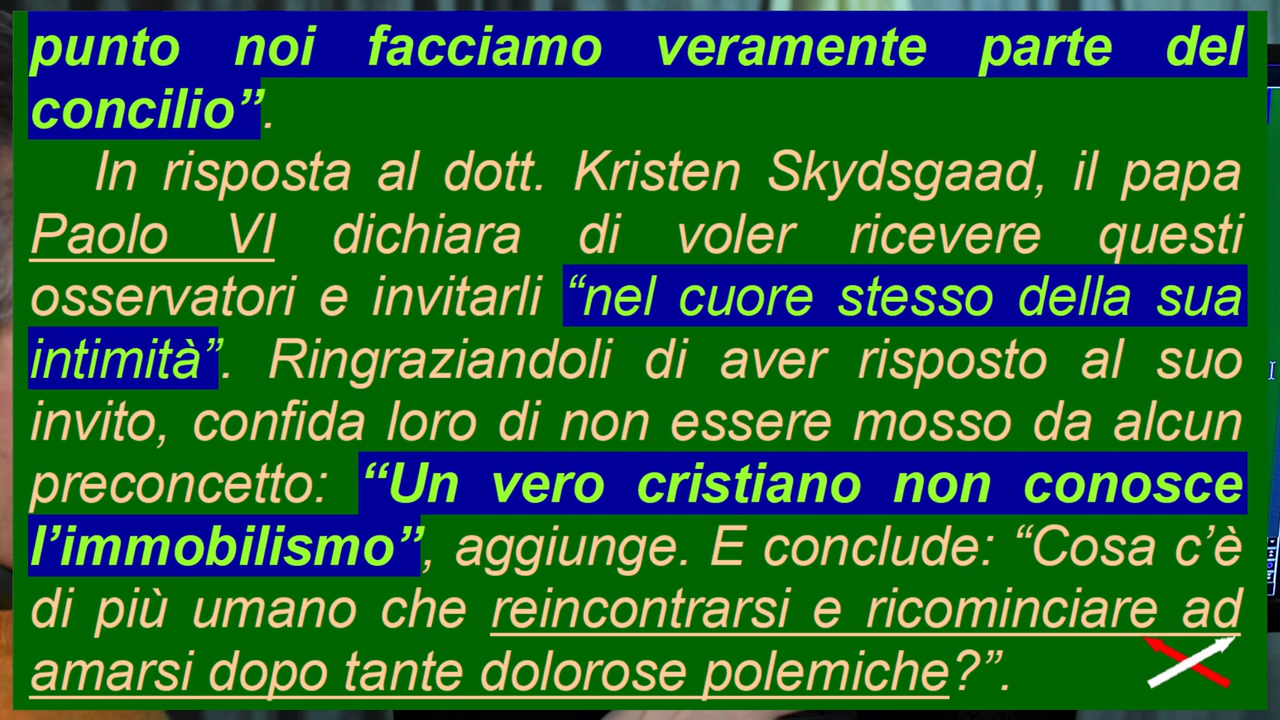 punto noi facciamo veramente parte del
concilio”.
In risposta al dott. Kristen Skydsgaad, il papa
Paolo VI dichiara di voler ricevere questi
osservatori e invitarli “nel cuore stesso della sua
intimità”. Ringraziandoli di aver risposto al suo
invito, confida loro di non essere mosso da alcun
preconcetto: “Un vero cristiano non conosce
l’immobilismo”, aggiunge. E conclude: “Cosa c’è
di più umano che reincontrarsi e ricominciare ad
amarsi dopo tante dolorose polemiche?”.